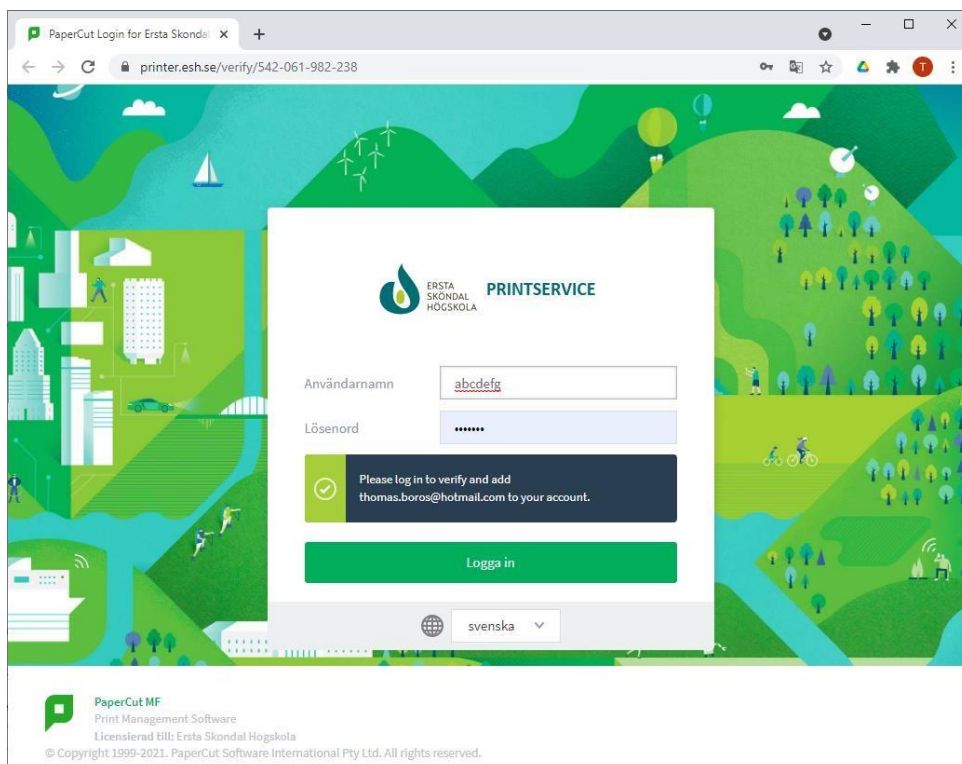 PaperCut Login for Ersta Skondal
printer.esh.se/verify/542-061-982-238
T
ERSTA
SKÖNDAL
HÖGSKOLA
PRINTSERVICE
Användarnamn abcdefg
Lösenord •••••••
Please log in to verify and add
thomas.boros@hotmail.com to your account.
Logga in
svenska
PaperCut MF
Print Management Software
Licensierad till: Ersta Skondal Hogskola
© Copyright 1999-2021. PaperCut Software International Pty Ltd. All rights reserved.